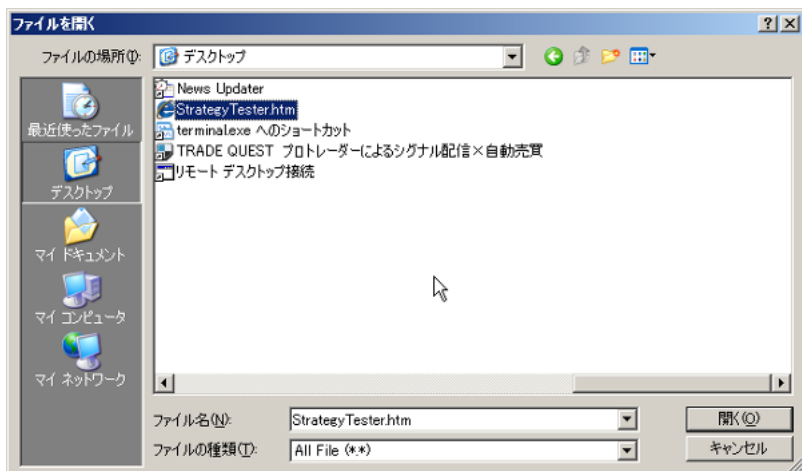 ファイルを開く
ファイルの場所(I):
デスクトップ
News Updater
StrategyTester.htm
terminal.exe へのショートカット
TRADE QUEST プロトレーダーによるシグナル配信×自動売買
リモート デスクトップ接続
最近使ったファイル
デスクトップ
マイ ドキュメント
マイ コンピュータ
マイ ネットワーク
ファイル名(N):
StrategyTester.htm
開く(O)
ファイルの種類(T):
All File (*.*)
キャンセル